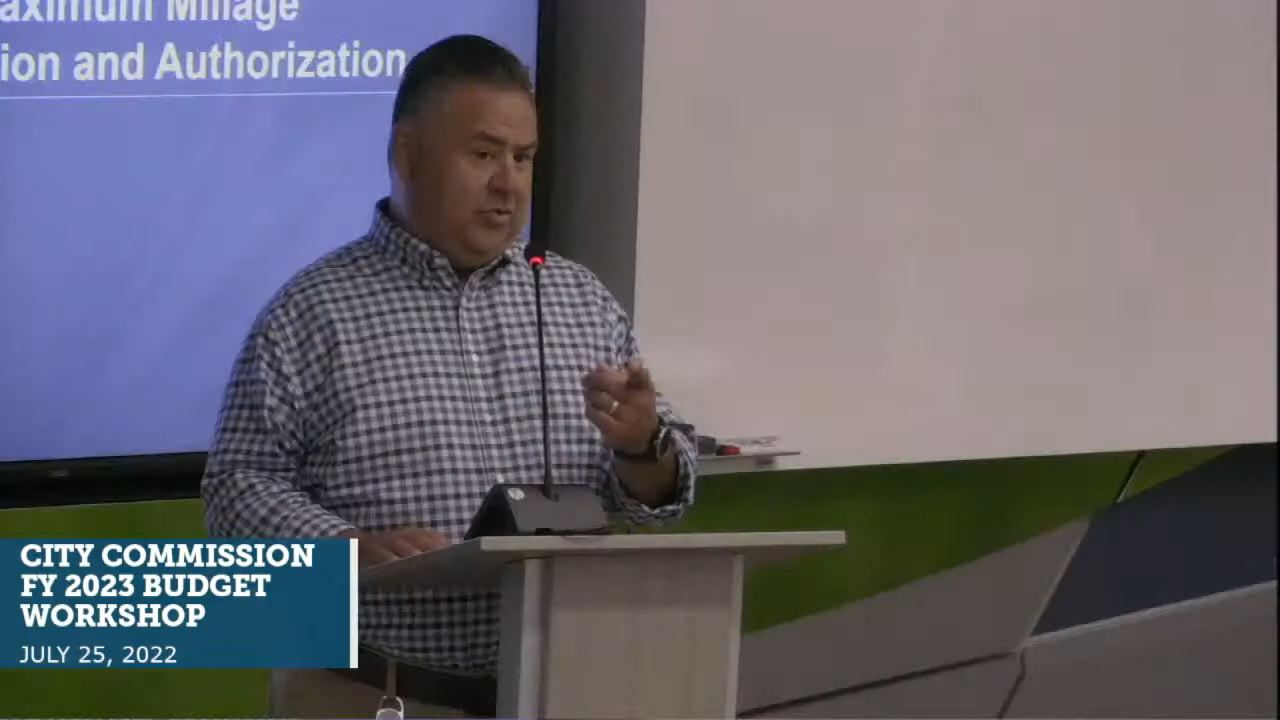 aximum Millage
ion and Authorization
CITY COMMISSION
FY 2023 BUDGET
WORKSHOP
JULY 25, 2022